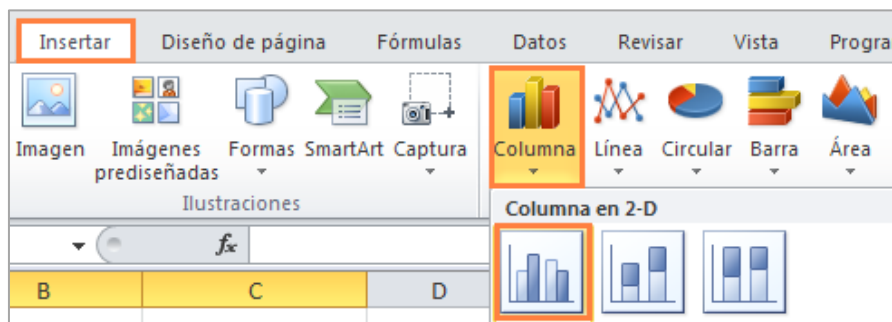 Insertar Diseño de página Fórmulas Datos Revisar Vista Progra
Imagen Imágenes prediseñadas Formas SmartArt Captura Columna Línea Circular Barra Área
Ilustraciones
Columna en 2-D
fx
B C D